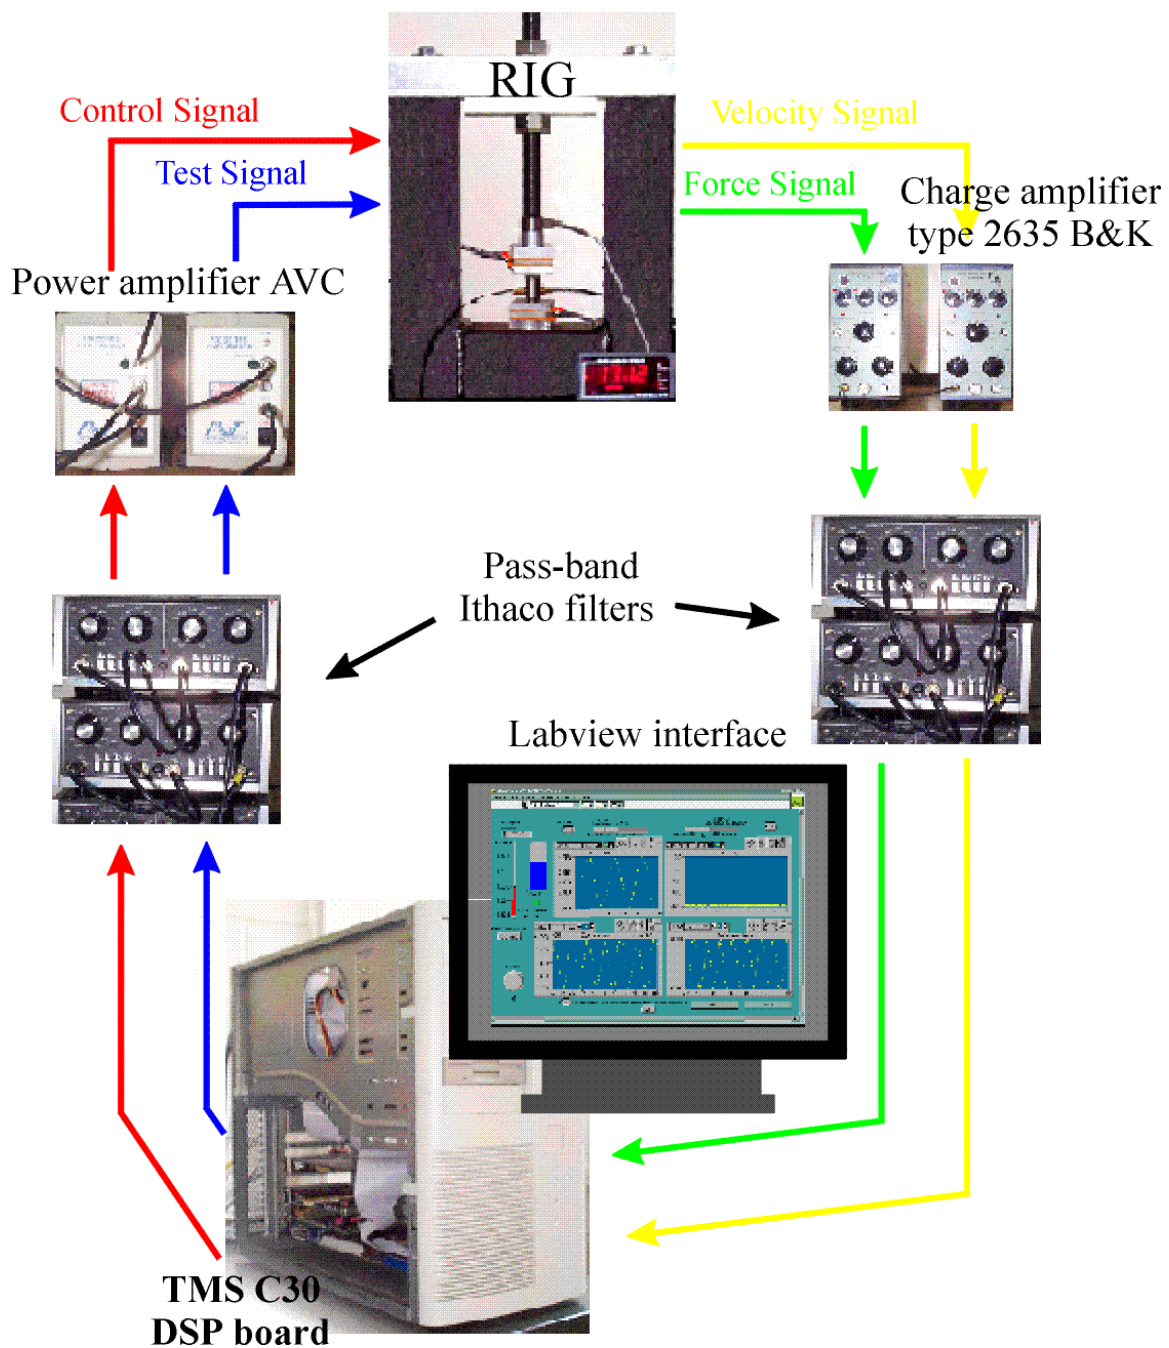 RIG
Control Signal
Test Signal
Velocity Signal
Force Signal
Charge amplifier
type 2635 B&K
Power amplifier AVC
Pass-band
Ithaco filters
Labview interface
TMS C30
DSP board